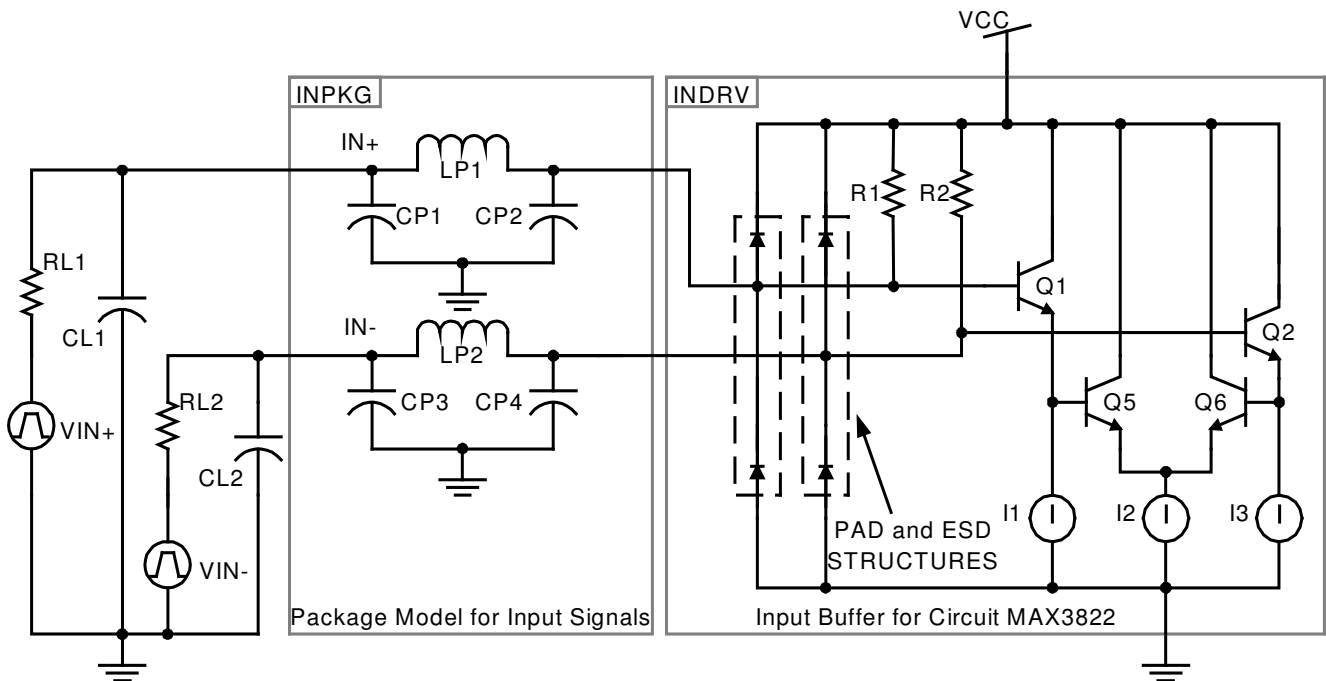 VCC
INPKG
INDRV
IN+
LP1
CP1
CP2
R1
R2
RL1
CL1
Q1
IN-
LP2
Q2
RL2
CP3
CP4
Q5
Q6
VIN+
CL2
I1
I2
I3
PAD and ESD
STRUCTURES
VIN-
Package Model for Input Signals
Input Buffer for Circuit MAX3822